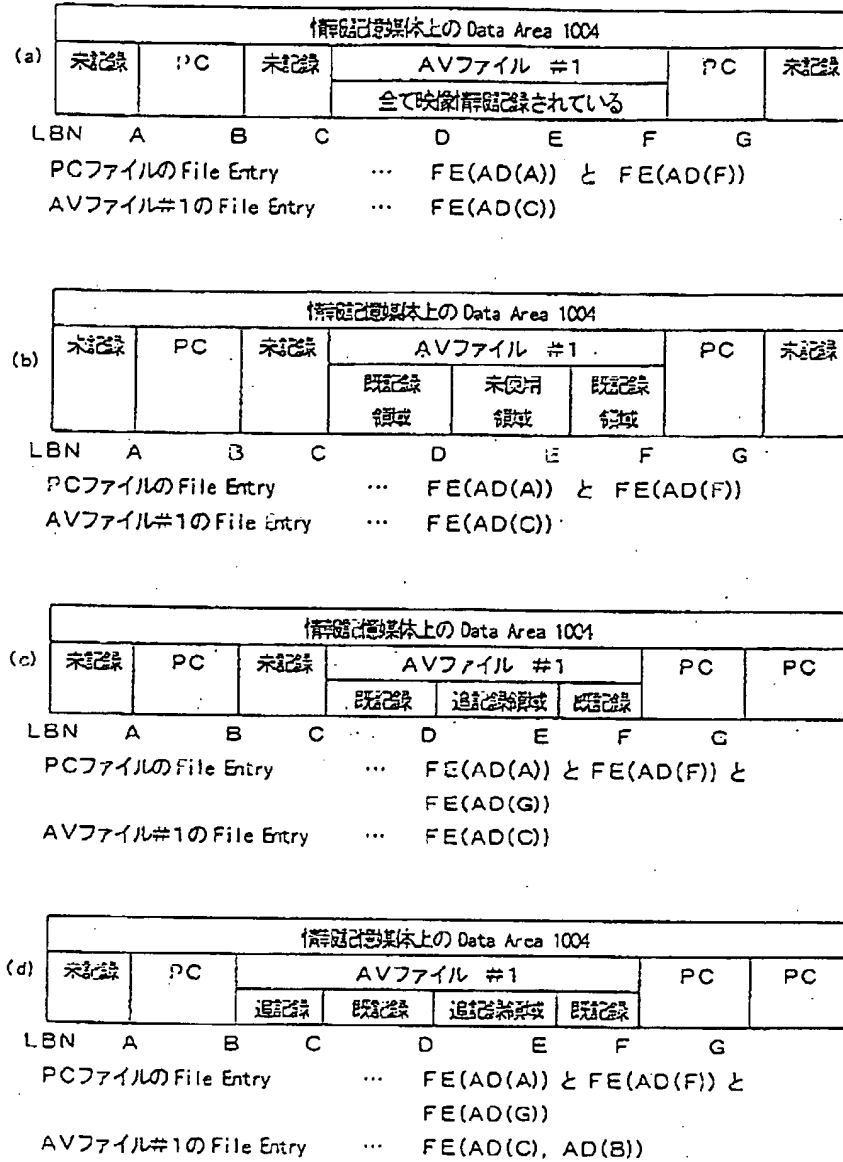 情報記憶媒体上の Data Area 1004
(a) 未記録 PC 未記録 AVファイル #1 PC 未記録
全て映像情報記録されている
LBN A B C D E F G
PCファイルの File Entry … FE(AD(A)) と FE(AD(F))
AVファイル#1の File Entry … FE(AD(C))
情報記憶媒体上の Data Area 1004
(b) 未記録 PC 未記録 AVファイル #1 PC 未記録
既記録 未使用 既記録
領域 領域 領域
LBN A B C D E F G
PCファイルの File Entry … FE(AD(A)) と FE(AD(F))
AVファイル#1の File Entry … FE(AD(C))
情報記憶媒体上の Data Area 1004
(c) 未記録 PC 未記録 AVファイル #1 PC PC
既記録 追記録領域 既記録
LBN A B C D E F G
PCファイルの File Entry … FE(AD(A)) と FE(AD(F)) と
FE(AD(G))
AVファイル#1の File Entry … FE(AD(C))
情報記憶媒体上の Data Area 1004
(d) 未記録 PC AVファイル #1 PC PC
追記録 既記録 追記録領域 既記録
LBN A B C D E F G
PCファイルの File Entry … FE(AD(A)) と FE(AD(F)) と
FE(AD(G))
AVファイル#1の File Entry … FE(AD(C), AD(B))